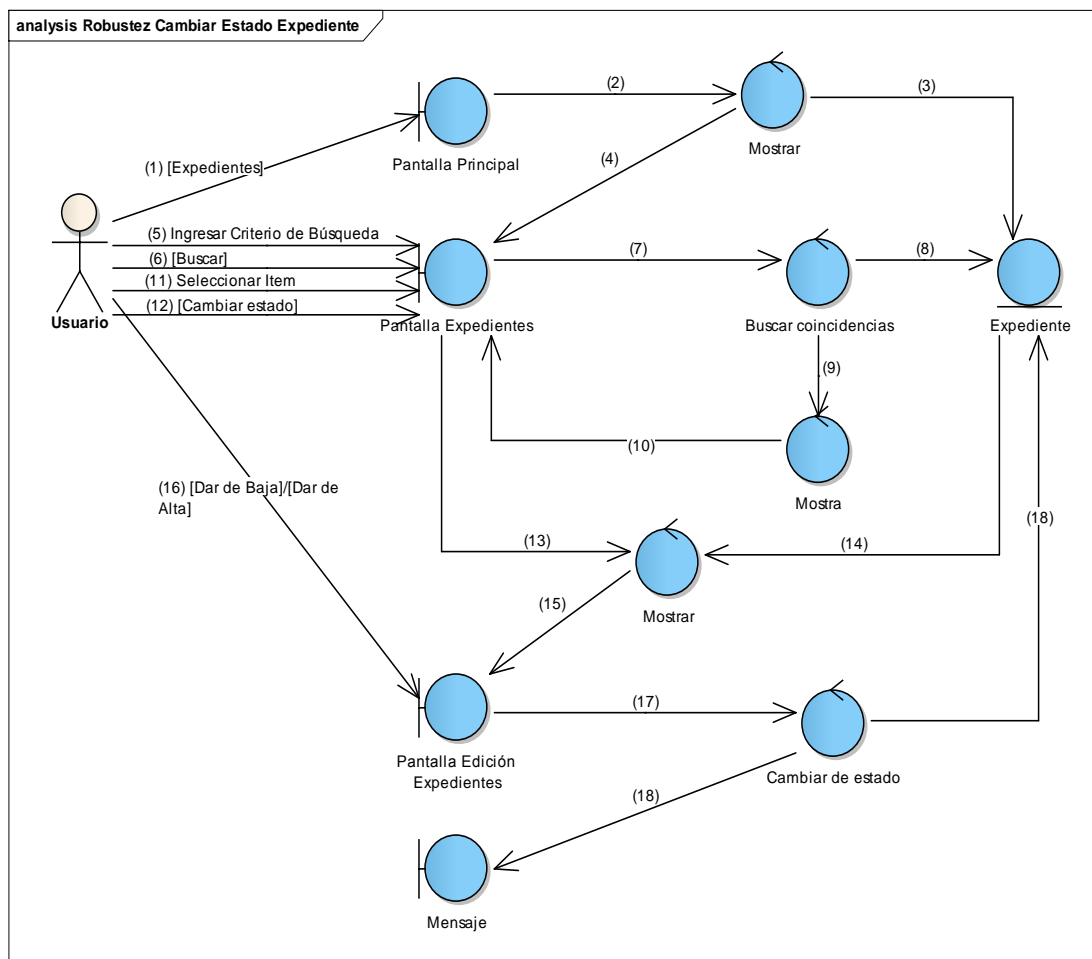 analysis Robustez Cambiar Estado Expediente
(2)
(3)
Pantalla Principal
Mostrar
(1) [Expedientes]
(4)
(5) Ingresar Criterio de Búsqueda
(6) [Buscar]
(11) Seleccionar Item
(12) [Cambiar estado]
Usuario
(7)
(8)
Pantalla Expedientes
Buscar coincidencias
Expediente
(9)
(10)
Mostra
(16) [Dar de Baja]/[Dar de
Alta]
(18)
(13)
(14)
Mostrar
(15)
(17)
Pantalla Edición
Expedientes
Cambiar de estado
(18)
Mensaje